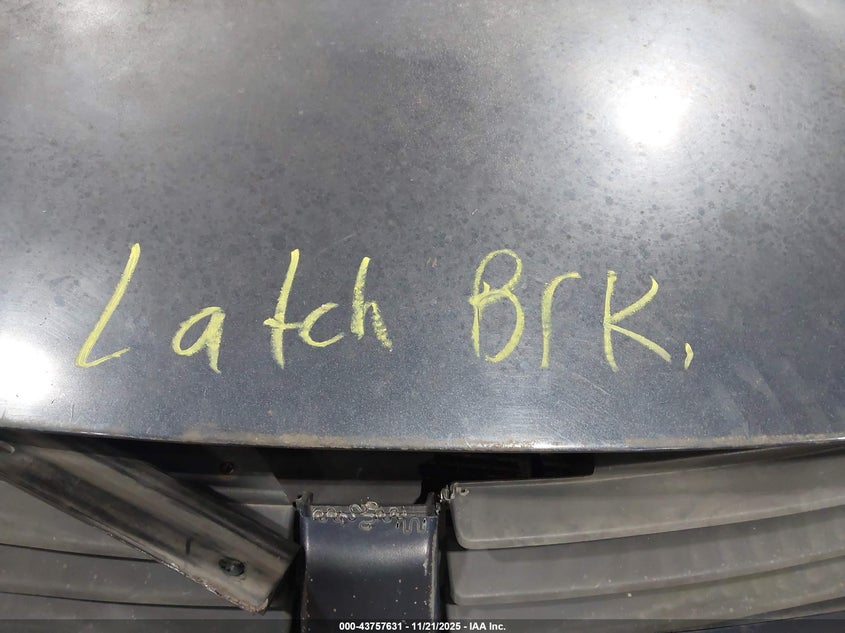 Latch Brk,
000-43757631 - 11/21/2025 - IAA Inc.